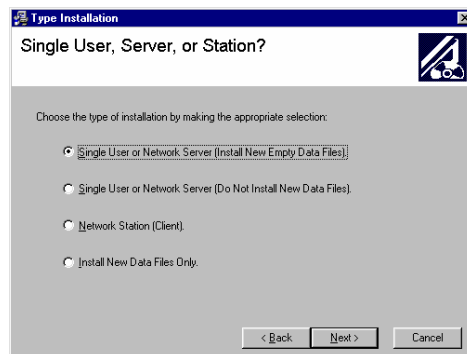 Type Installation
Single User, Server, or Station?
Choose the type of installation by making the appropriate selection:
Single User or Network Server (Install New Empty Data Files).
Single User or Network Server (Do Not Install New Data Files).
Network Station (Client).
Install New Data Files Only.
< Back Next > Cancel